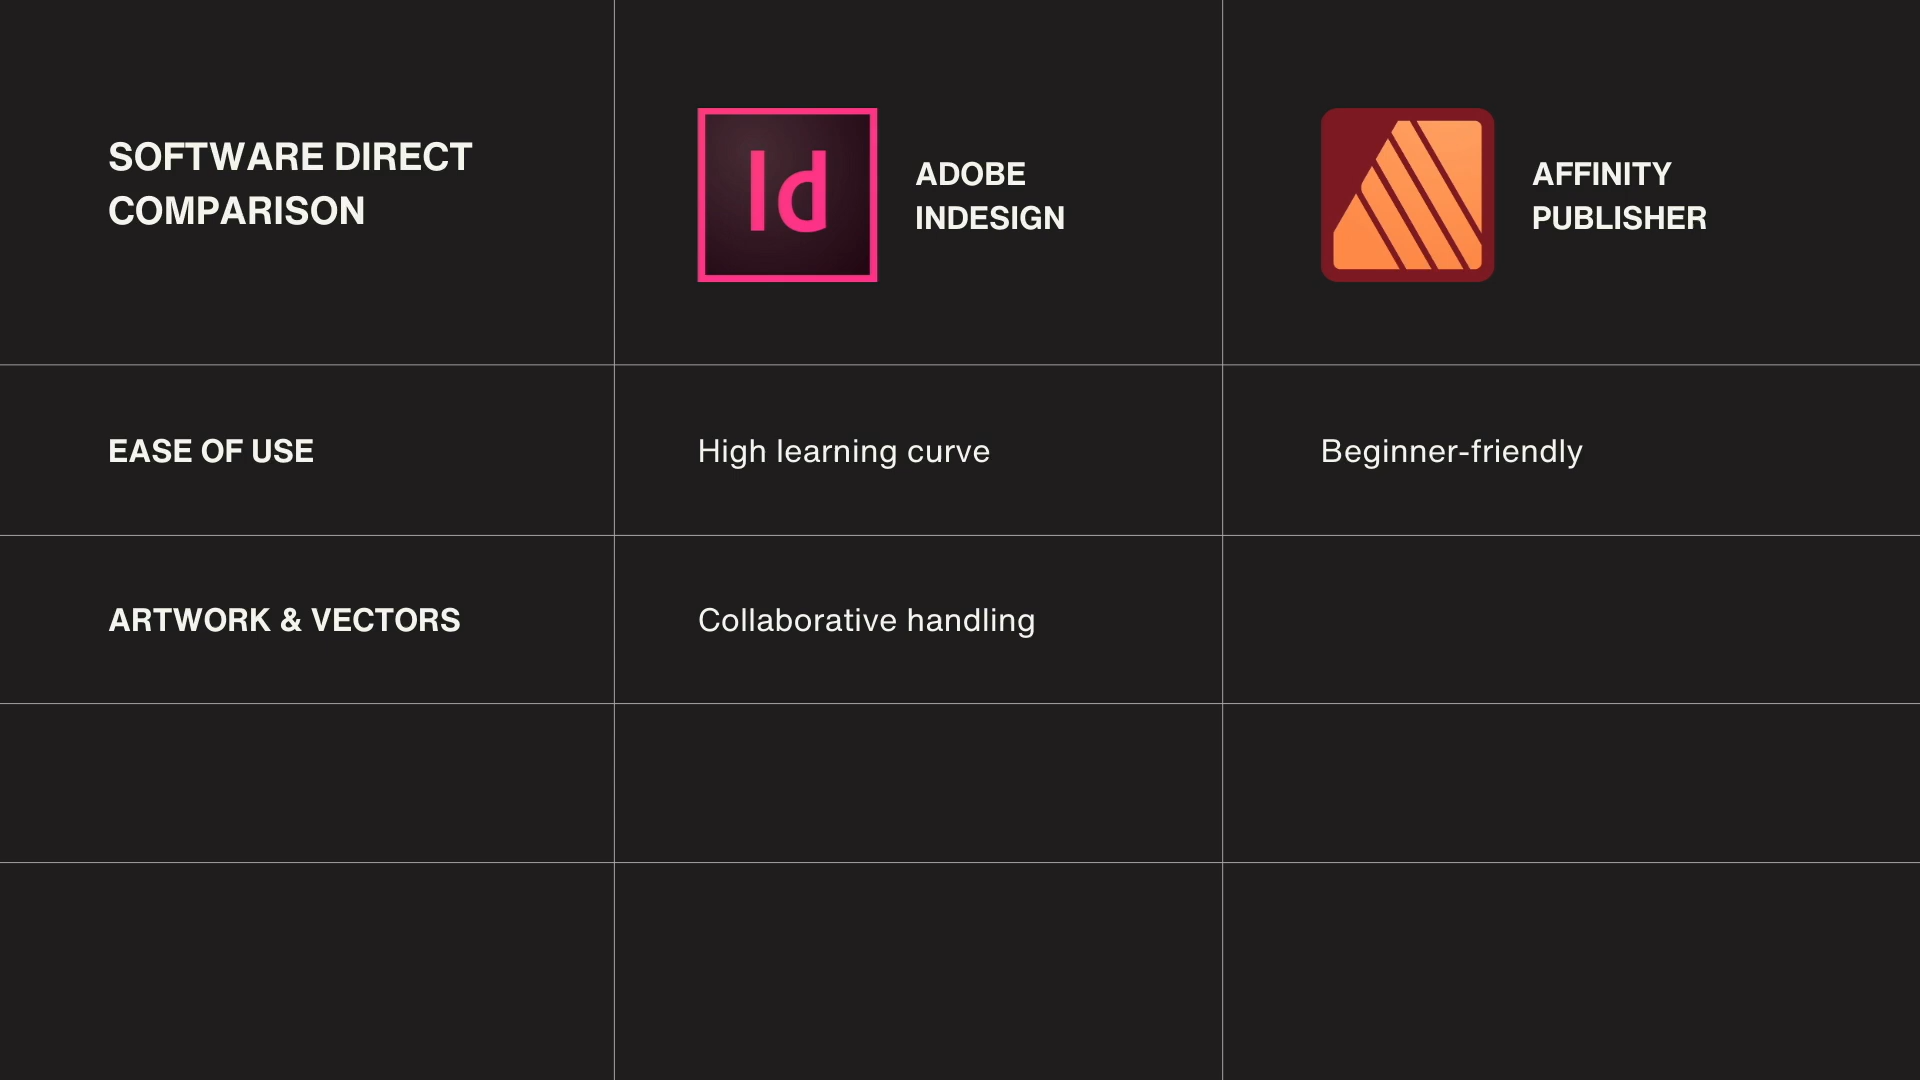 SOFTWARE DIRECT
COMPARISON
Id
ADOBE
INDESIGN
AFFINITY
PUBLISHER
EASE OF USE
High learning curve
Beginner-friendly
ARTWORK & VECTORS
Collaborative handling